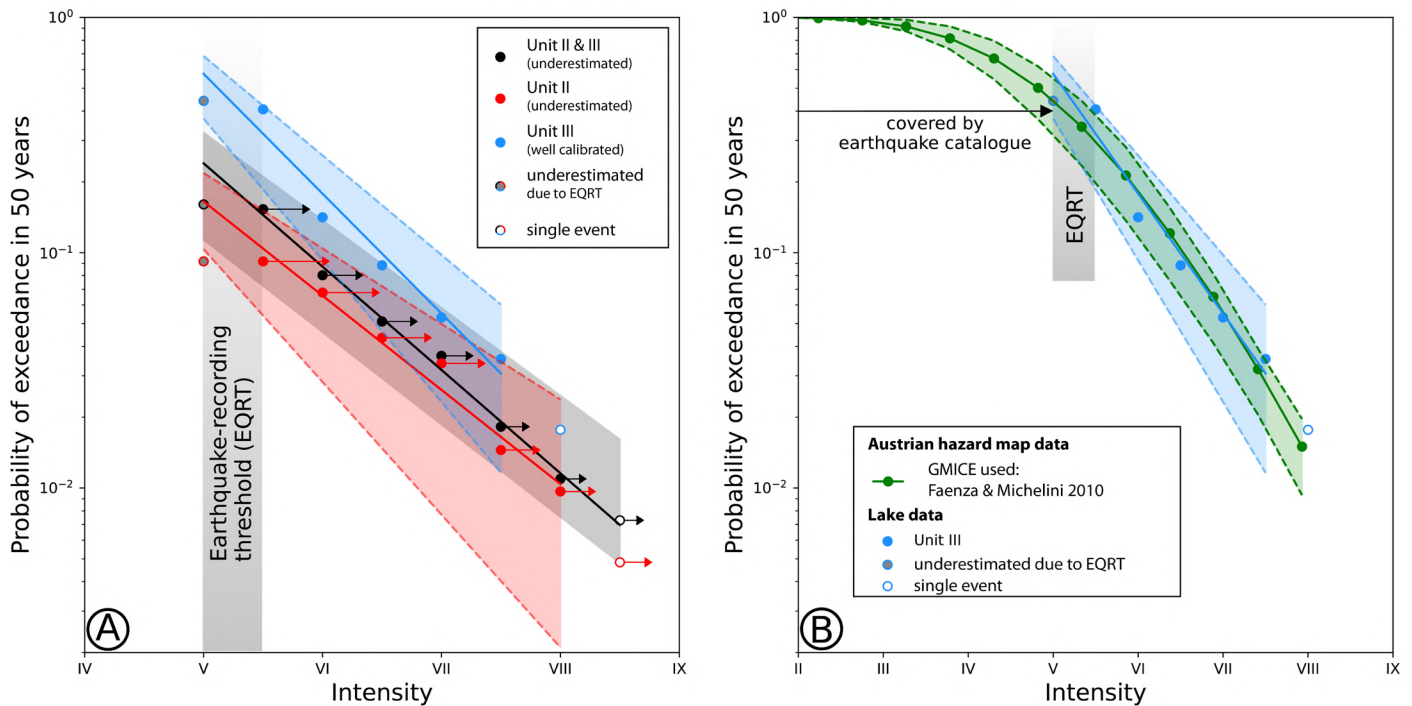 10⁰
10⁻¹
10⁻²
Probability of exceedance in 50 years
Unit II & III
(underestimated)
Unit II
(underestimated)
Unit III
(well calibrated)
underestimated
due to EQRT
single event
Earthquake-recording
threshold (EQRT)
A
IV
V
VI
VII
VIII
IX
Intensity
10⁰
10⁻¹
10⁻²
Probability of exceedance in 50 years
covered by
earthquake catalogue
EQRT
Austrian hazard map data
GMICE used:
Faenza & Michelini 2010
Lake data
Unit III
underestimated due to EQRT
single event
B
II
III
IV
V
VI
VII
VIII
IX
Intensity